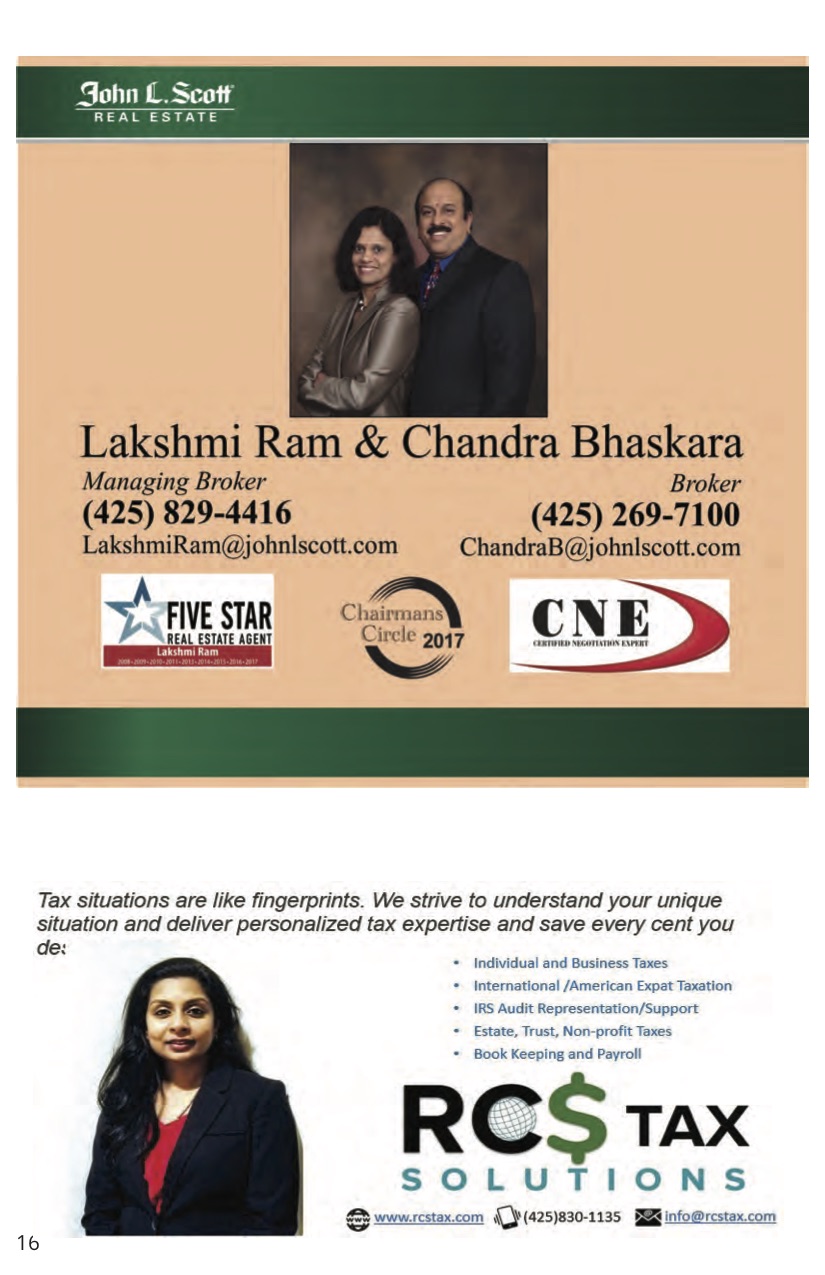 John L. Scott
REAL ESTATE
Lakshmi Ram & Chandra Bhaskara
Managing Broker
Broker
(425) 829-4416
(425) 269-7100
LakshmiRam@johnlscott.com
ChandraB@johnlscott.com
FIVE STAR
REAL ESTATE AGENT
Lakshmi Ram
Chairmans
Circle 2017
CNE
CERTIFIED NEGOTIATION EXPERT
Tax situations are like fingerprints. We strive to understand your unique
situation and deliver personalized tax expertise and save every cent you
• Individual and Business Taxes
• International /American Expat Taxation
• IRS Audit Representation/Support
• Estate, Trust, Non-profit Taxes
• Book Keeping and Payroll
RC$ TAX
SOLUTIONS
www www.rcstax.com (425)830-1135 info@rcstax.com
16